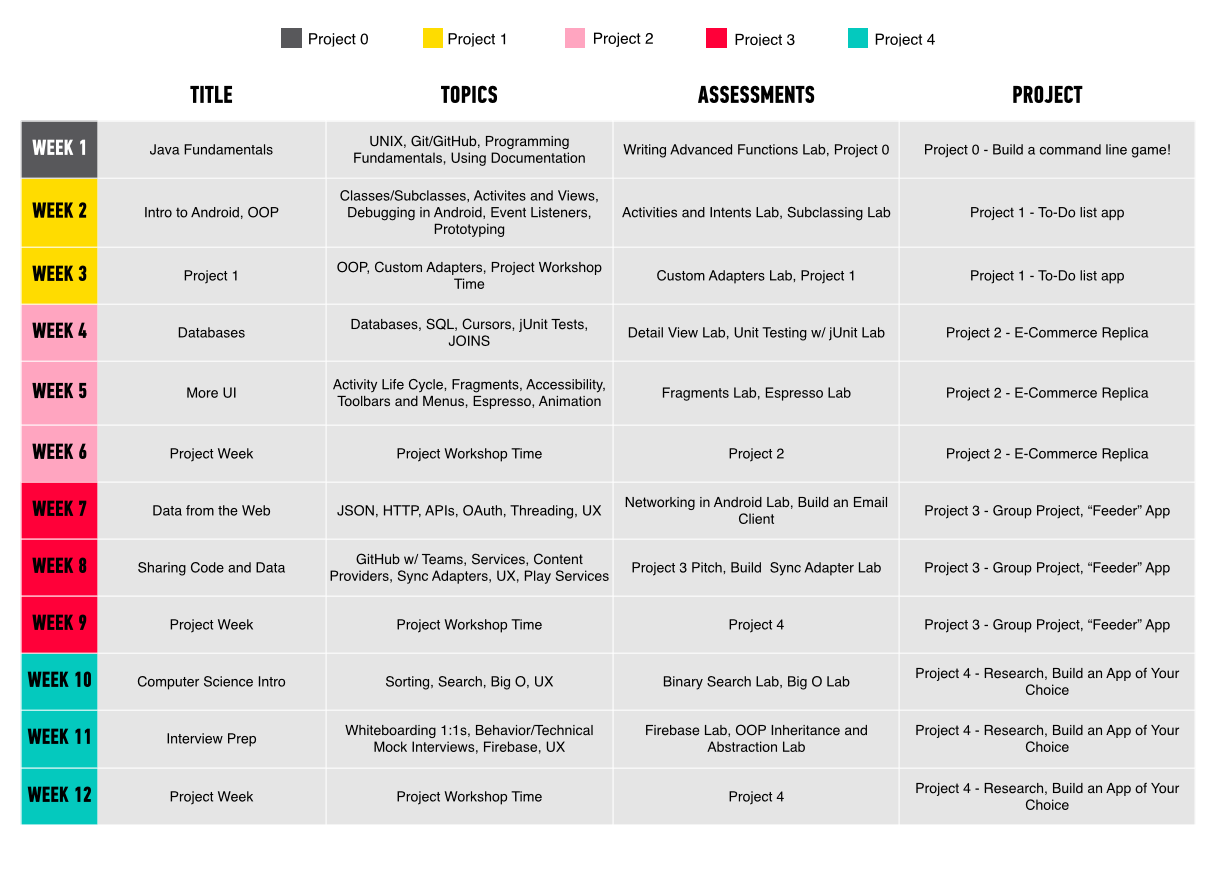 Project 0 Project 1 Project 2 Project 3 Project 4
TITLE TOPICS ASSESSMENTS PROJECT
WEEK 1
Java Fundamentals
UNIX, Git/GitHub, Programming
Fundamentals, Using Documentation
Writing Advanced Functions Lab, Project 0
Project 0 - Build a command line game!
WEEK 2
Intro to Android, OOP
Classes/Subclasses, Activites and Views,
Debugging in Android, Event Listeners,
Prototyping
Activities and Intents Lab, Subclassing Lab
Project 1 - To-Do list app
WEEK 3
Project 1
OOP, Custom Adapters, Project Workshop
Time
Custom Adapters Lab, Project 1
Project 1 - To-Do list app
WEEK 4
Databases
Databases, SQL, Cursors, jUnit Tests,
JOINS
Detail View Lab, Unit Testing w/ jUnit Lab
Project 2 - E-Commerce Replica
WEEK 5
More UI
Activity Life Cycle, Fragments, Accessibility,
Toolbars and Menus, Espresso, Animation
Fragments Lab, Espresso Lab
Project 2 - E-Commerce Replica
WEEK 6
Project Week
Project Workshop Time
Project 2
Project 2 - E-Commerce Replica
WEEK 7
Data from the Web
JSON, HTTP, APIs, OAuth, Threading, UX
Networking in Android Lab, Build an Email
Client
Project 3 - Group Project, “Feeder” App
WEEK 8
Sharing Code and Data
GitHub w/ Teams, Services, Content
Providers, Sync Adapters, UX, Play Services
Project 3 Pitch, Build  Sync Adapter Lab
Project 3 - Group Project, “Feeder” App
WEEK 9
Project Week
Project Workshop Time
Project 4
Project 3 - Group Project, “Feeder” App
WEEK 10
Computer Science Intro
Sorting, Search, Big O, UX
Binary Search Lab, Big O Lab
Project 4 - Research, Build an App of Your
Choice
WEEK 11
Interview Prep
Whiteboarding 1:1s, Behavior/Technical
Mock Interviews, Firebase, UX
Firebase Lab, OOP Inheritance and
Abstraction Lab
Project 4 - Research, Build an App of Your
Choice
WEEK 12
Project Week
Project Workshop Time
Project 4
Project 4 - Research, Build an App of Your
Choice